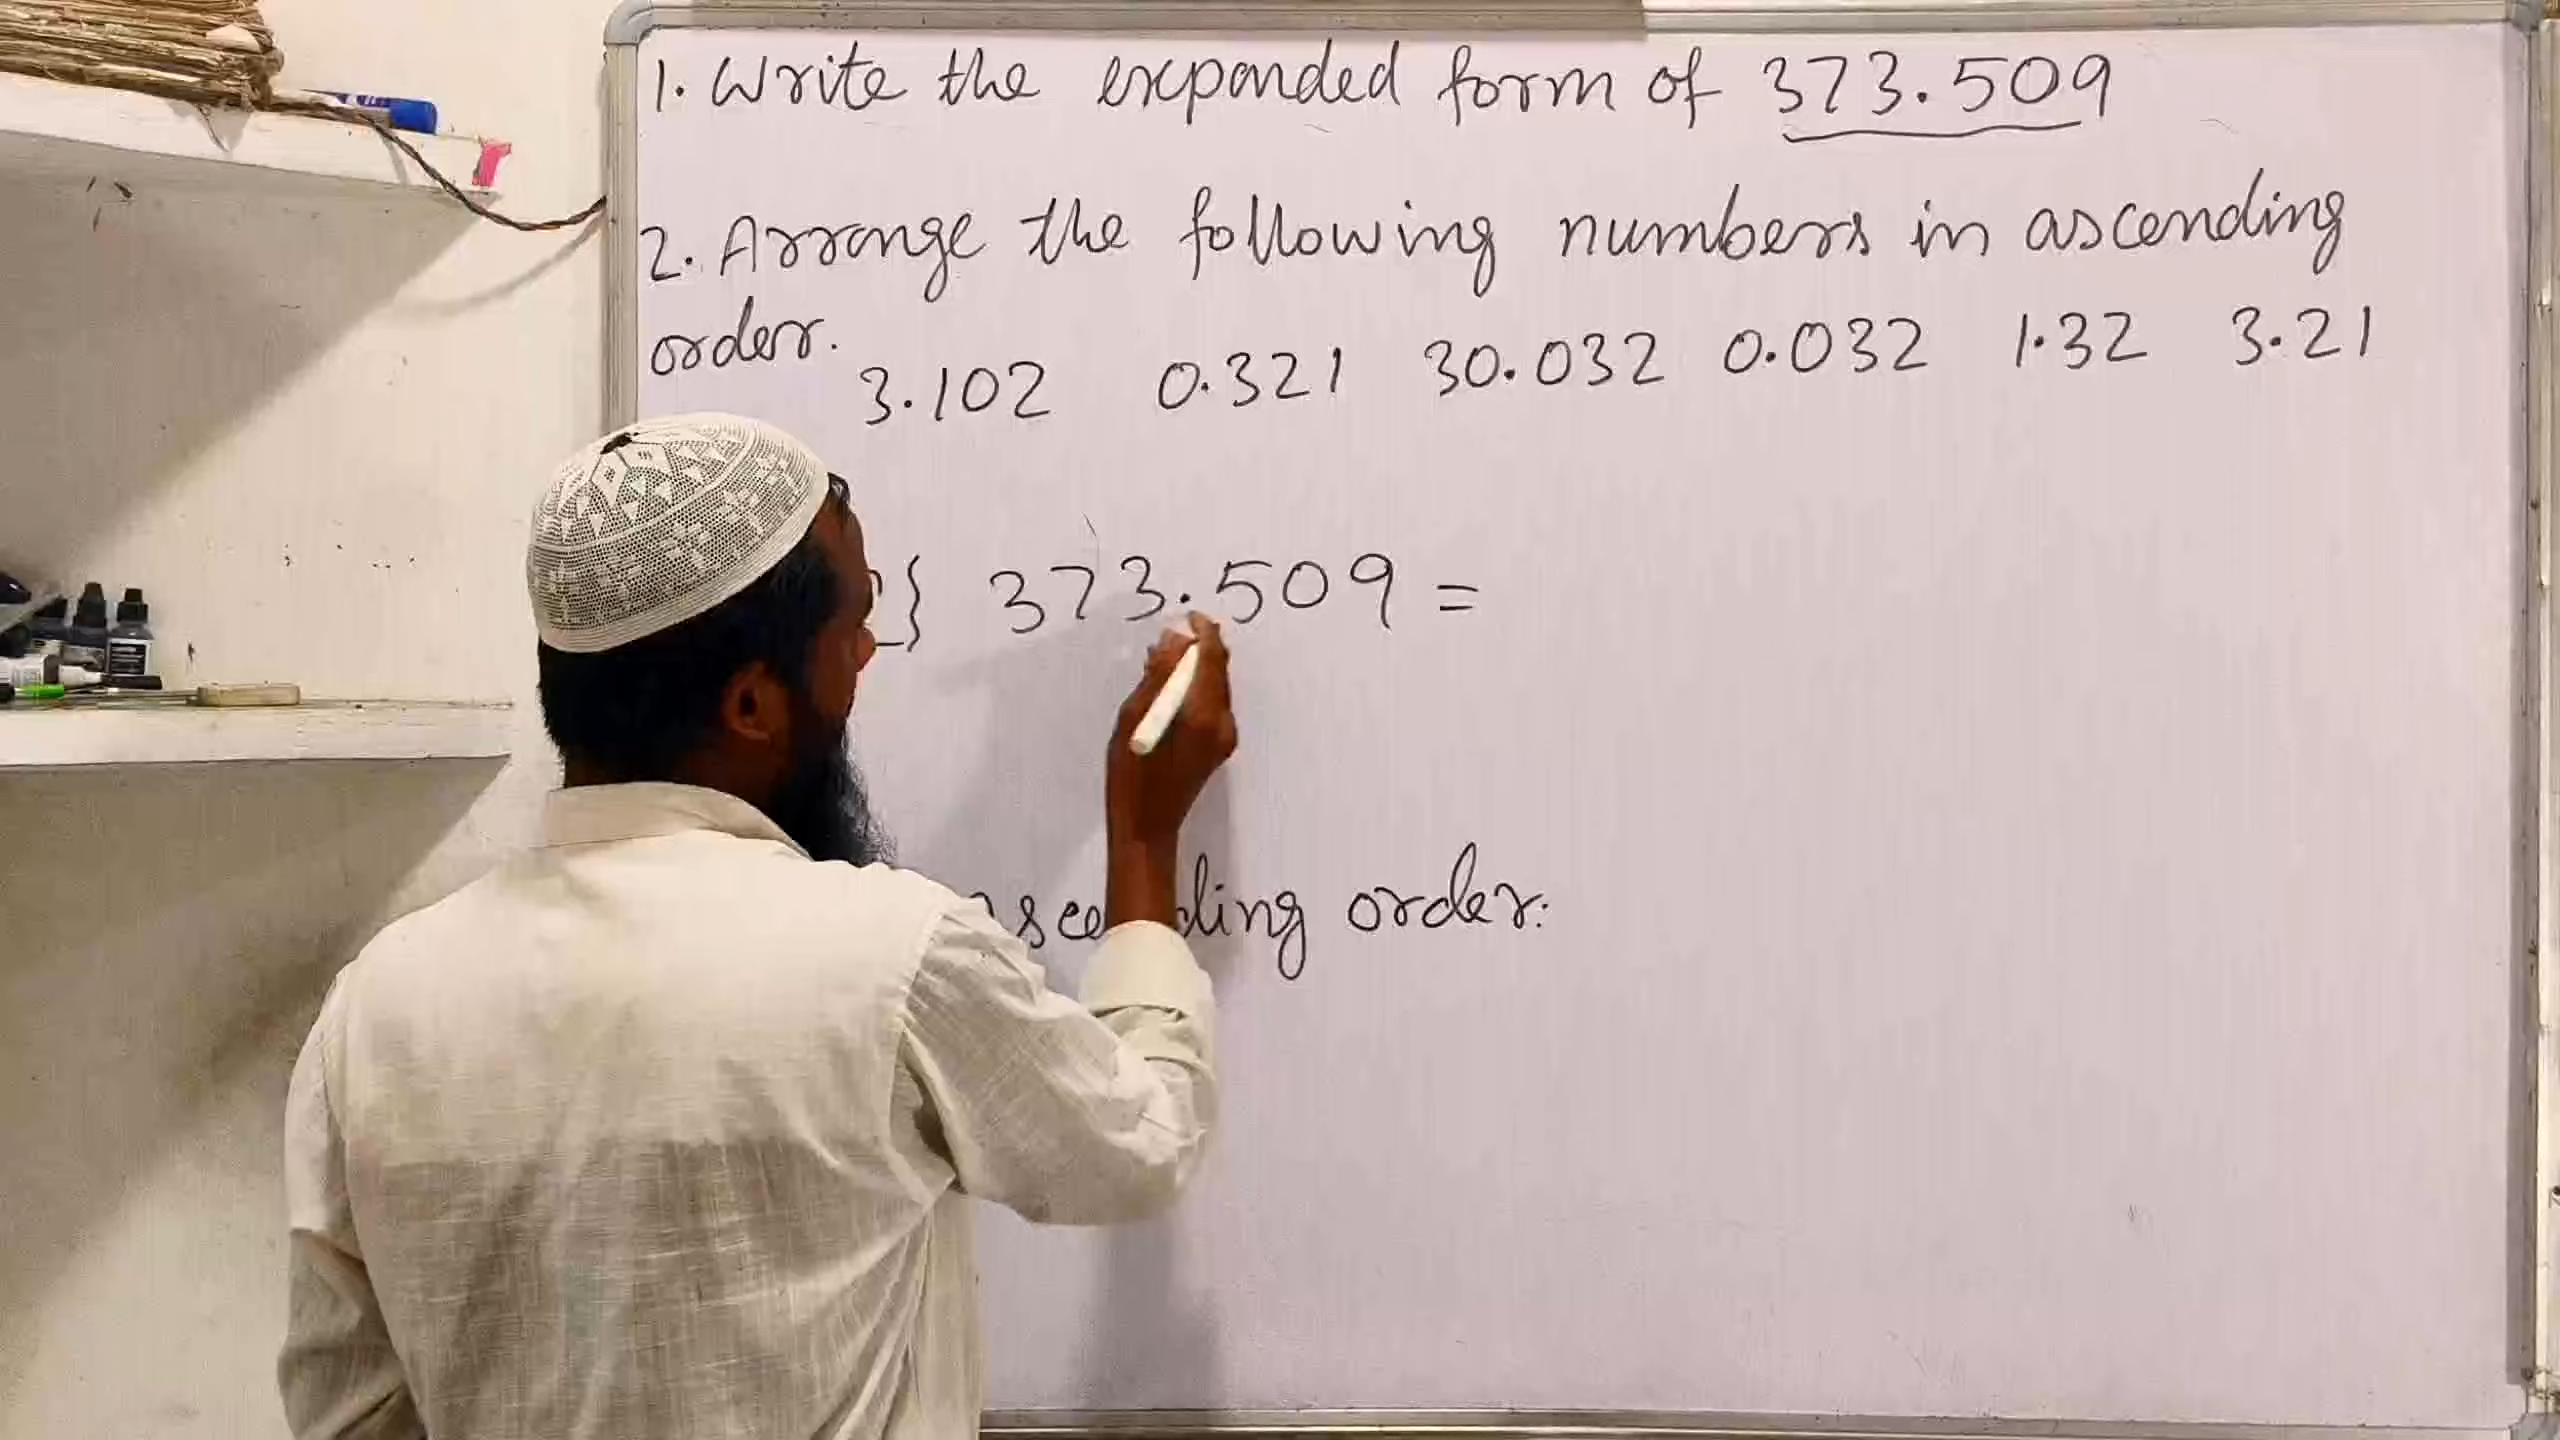 1. Write the expanded form of 373.509
2. Arrange the following numbers in ascending
order.
3.102 0.321 30.032 0.032 1.32 3.21
} 373.509 =
order: